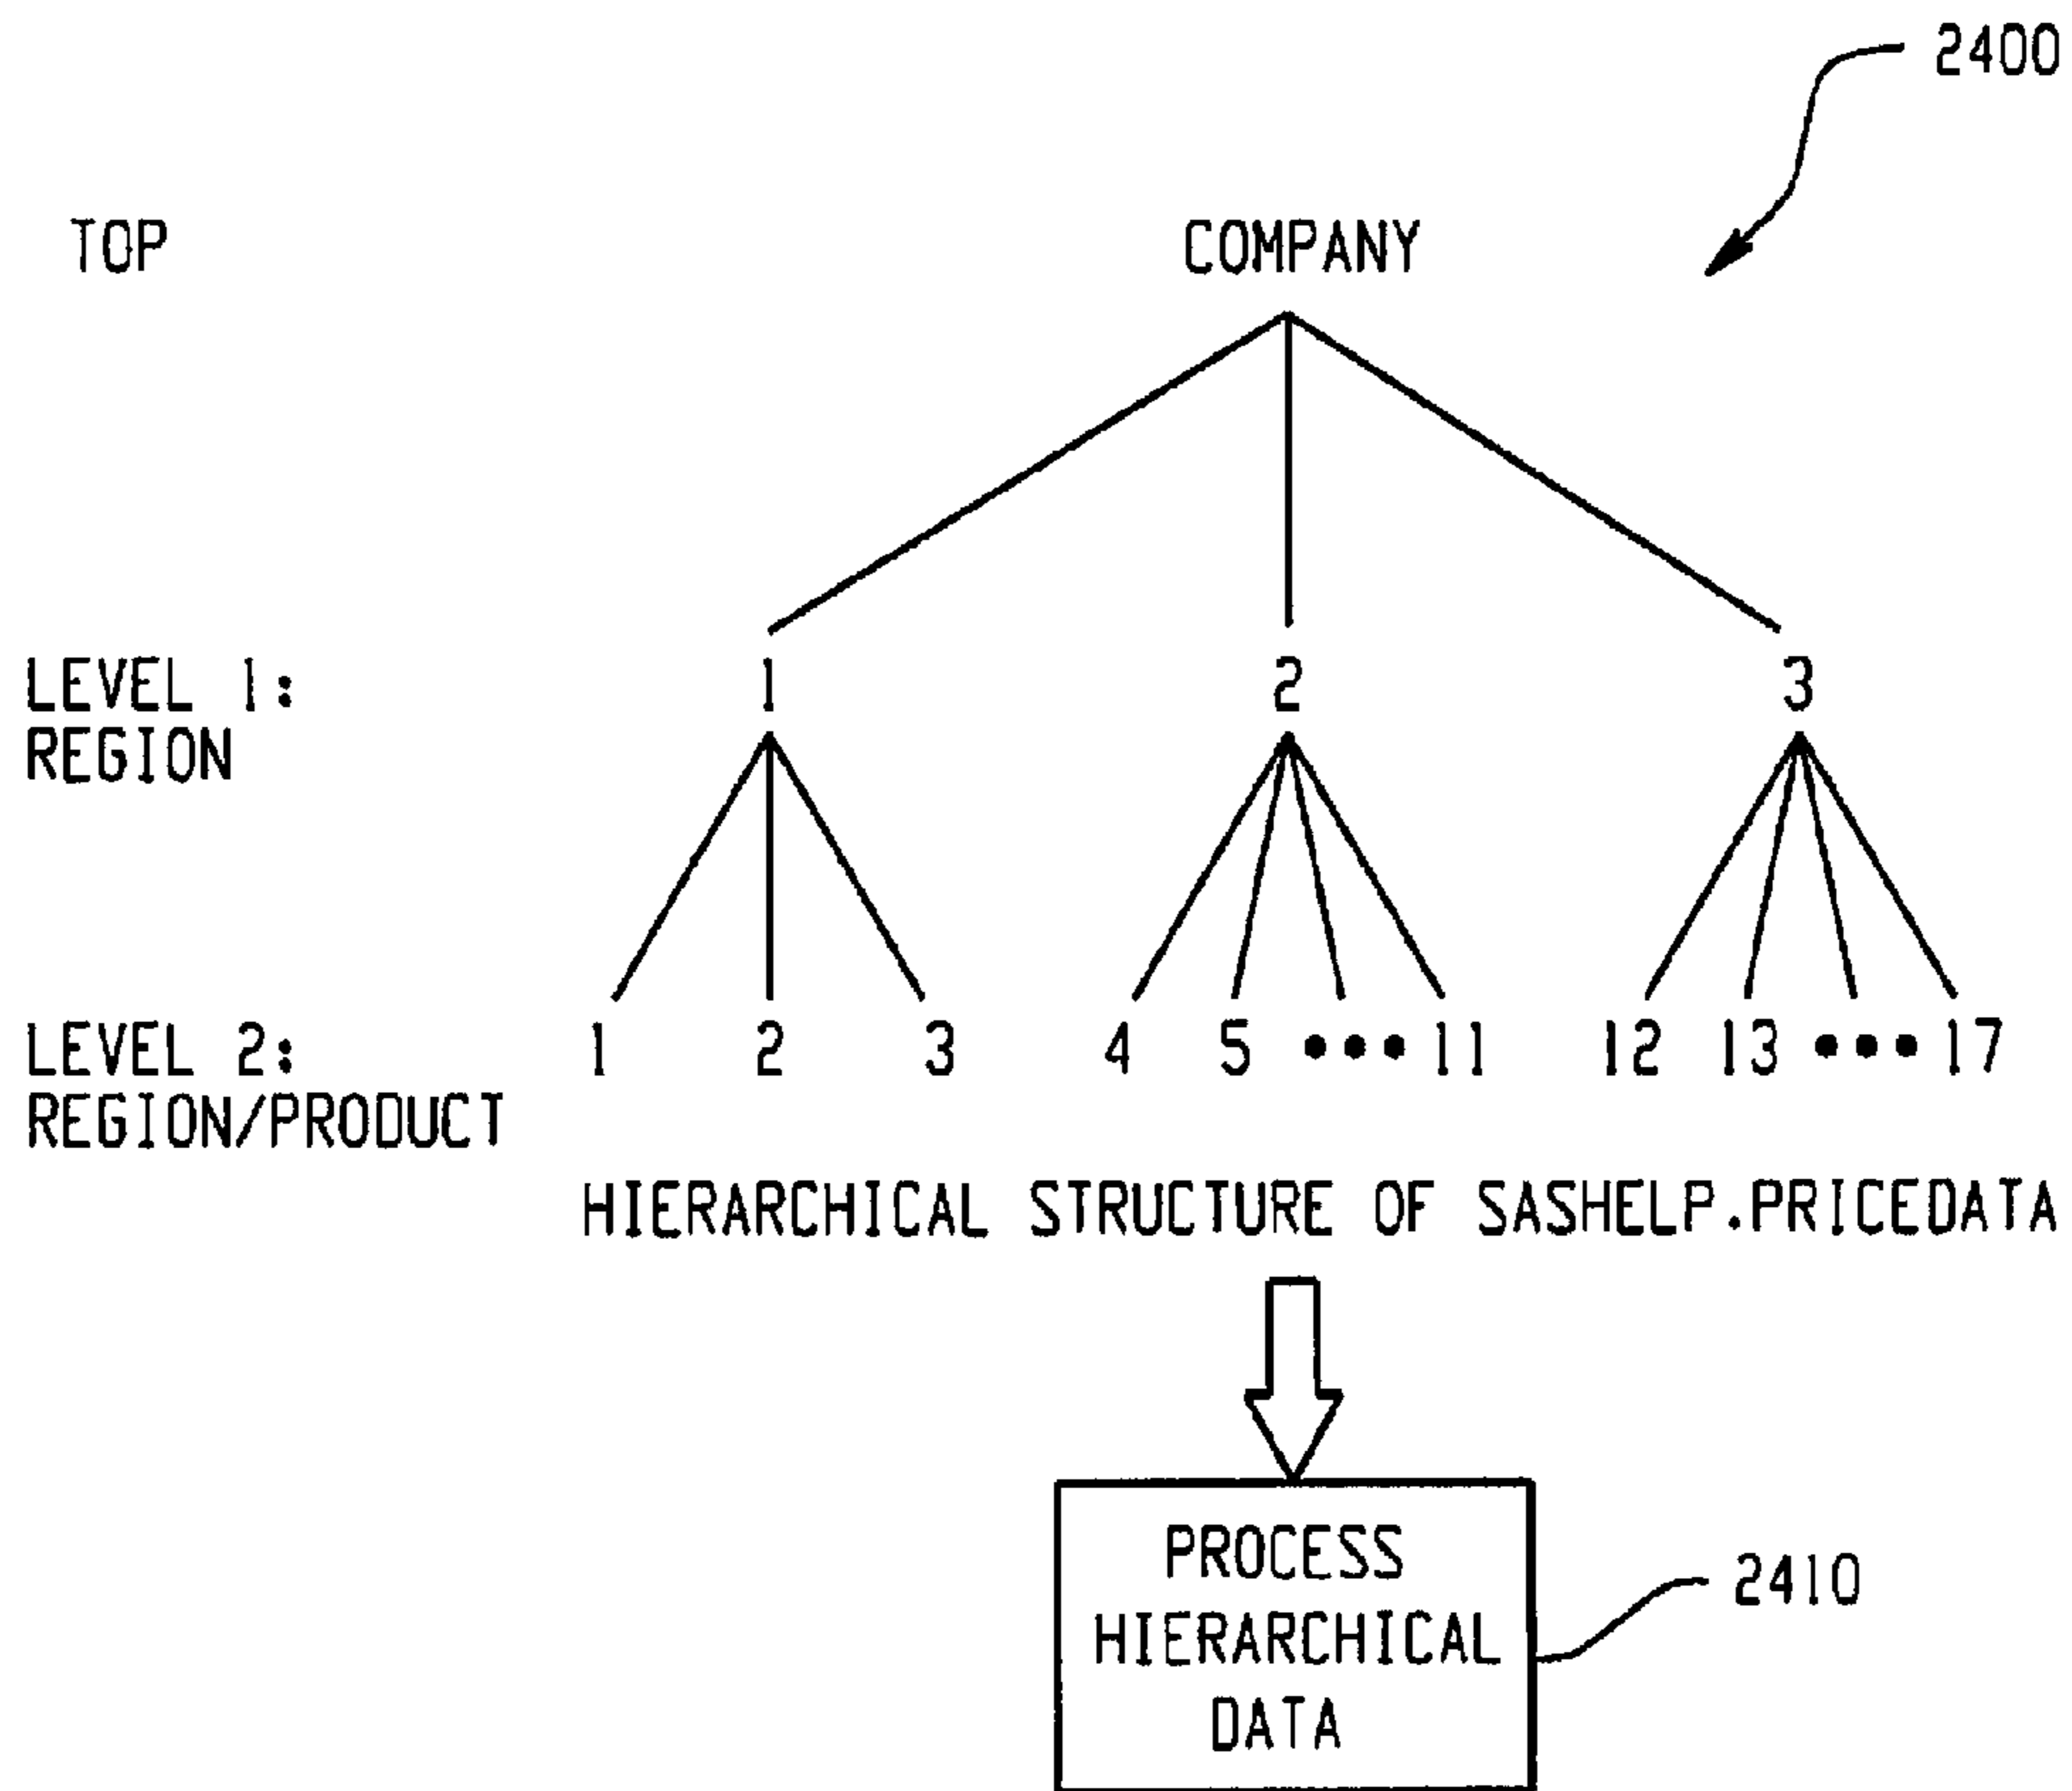 2400
TOP COMPANY
LEVEL 1: 1 2 3
REGION
LEVEL 2: 1 2 3 4 5 ••• 11 12 13 ••• 17
REGION/PRODUCT
HIERARCHICAL STRUCTURE OF SASHELP.PRICEDATA
PROCESS
HIERARCHICAL
DATA
2410